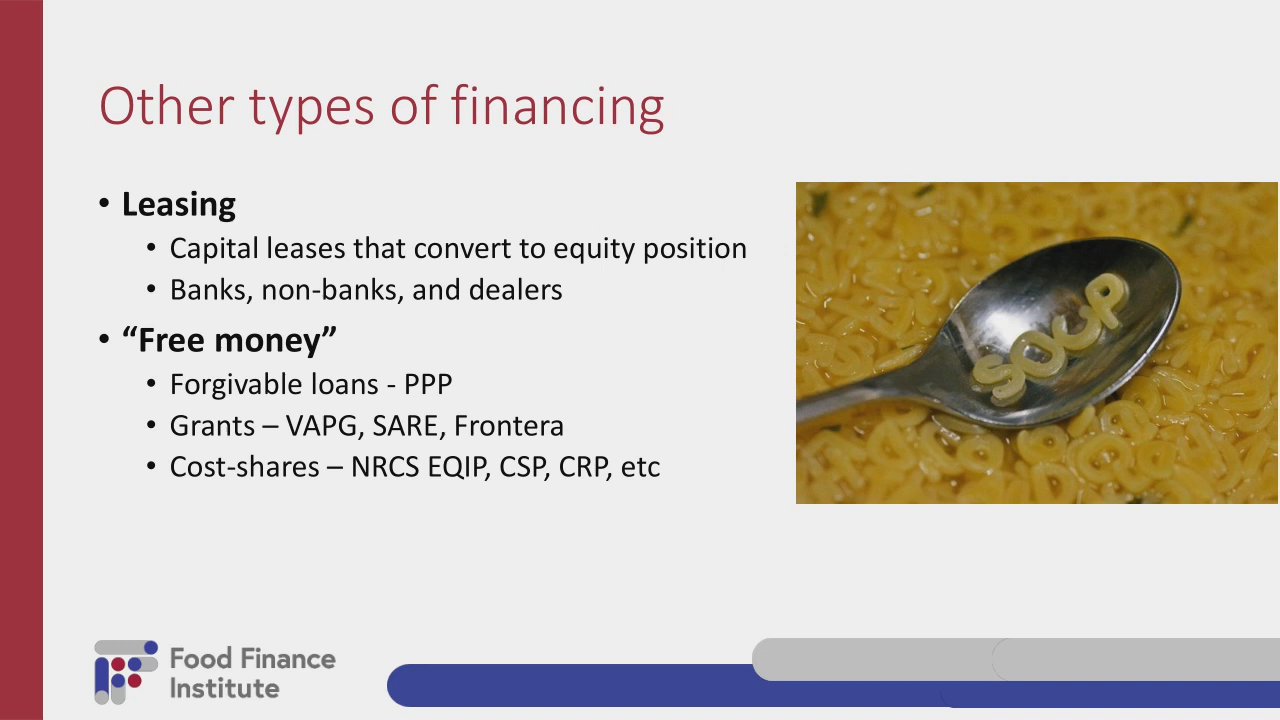 Other types of financing
• Leasing
• Capital leases that convert to equity position
• Banks, non-banks, and dealers
• “Free money”
• Forgivable loans - PPP
• Grants – VAPG, SARE, Frontera
• Cost-shares – NRCS EQIP, CSP, CRP, etc
SOUP
Food Finance
Institute